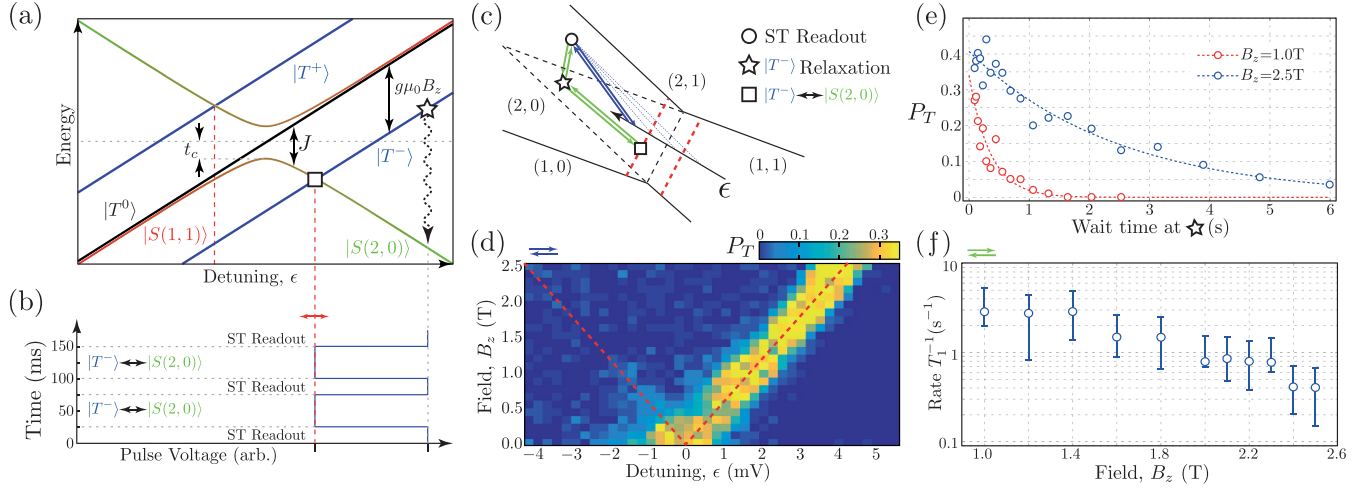 (a)
Energy
|T⁺⟩
gμ₀B_z
t_c
J
|T⁻⟩
|T⁰⟩
|S(1,1)⟩
|S(2,0)⟩
Detuning, ϵ
(b)
Time (ms)
150
100
50
0
ST Readout
|T⁻⟩ ↔ |S(2,0)⟩
ST Readout
|T⁻⟩ ↔ |S(2,0)⟩
ST Readout
Pulse Voltage (arb.)
(c)
(2,0)
(2,1)
(1,0)
(1,1)
ϵ
ST Readout
|T⁻⟩ Relaxation
|T⁻⟩ ↔ |S(2,0)⟩
(d)
P_T
0 0.1 0.2 0.3
Field, B_z (T)
2.5
2.0
1.5
1.0
0.5
0.0
-4 -3 -2 -1 0 1 2 3 4 5
Detuning, ϵ (mV)
(e)
P_T
0.4
0.3
0.2
0.1
0
B_z=1.0T
B_z=2.5T
0 1 2 3 4 5 6
Wait time at ☆ (s)
(f)
Rate T₁⁻¹ (s⁻¹)
10
1
0.1
1.0 1.4 1.8 2.2 2.6
Field, B_z (T)